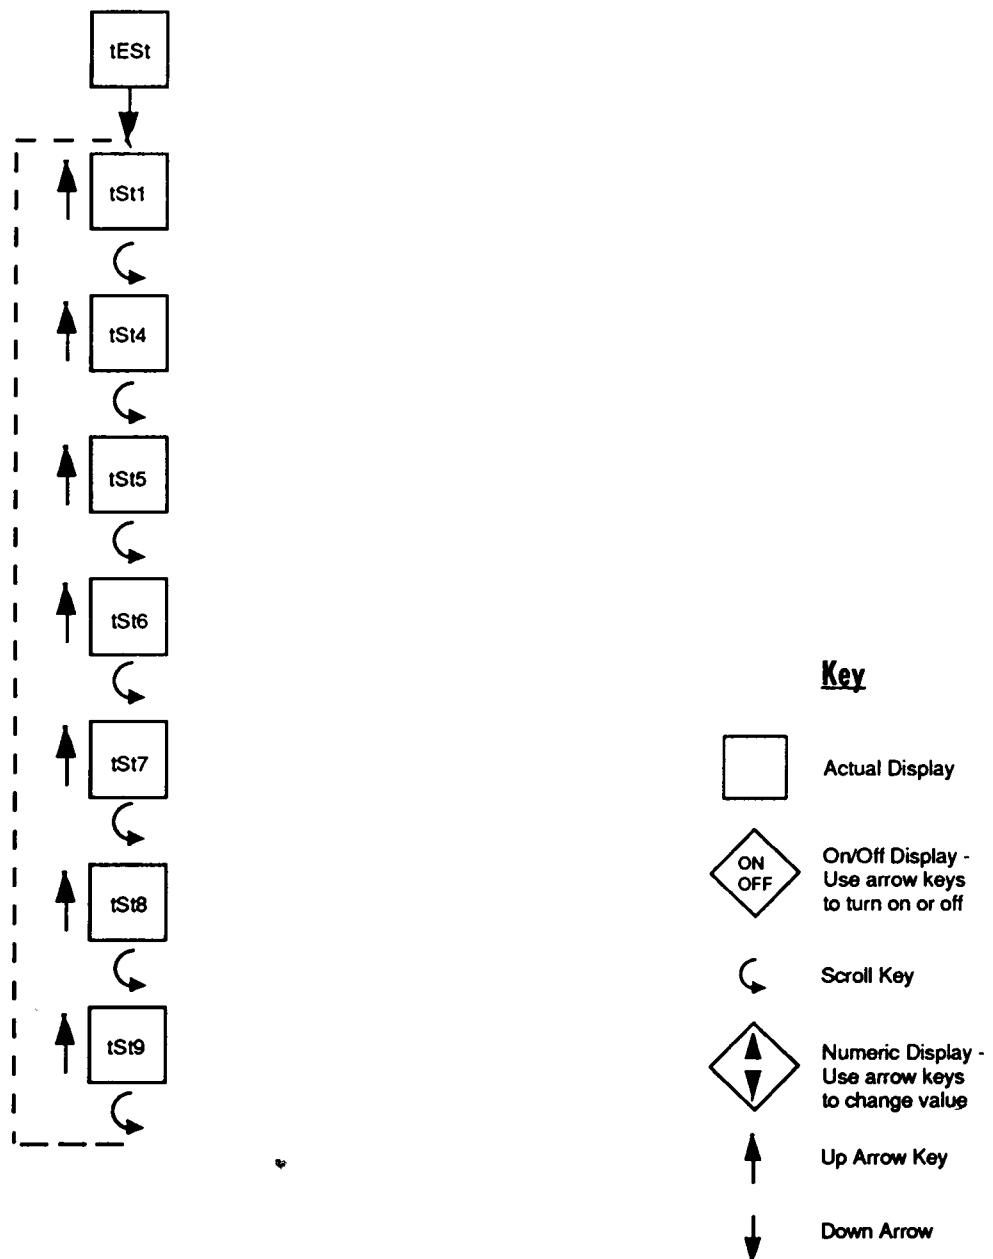 tESt
tSt1
tSt4
tSt5
tSt6
tSt7
tSt8
tSt9
Key
Actual Display
ON
OFF
On/Off Display -
Use arrow keys
to turn on or off
Scroll Key
Numeric Display -
Use arrow keys
to change value
Up Arrow Key
Down Arrow